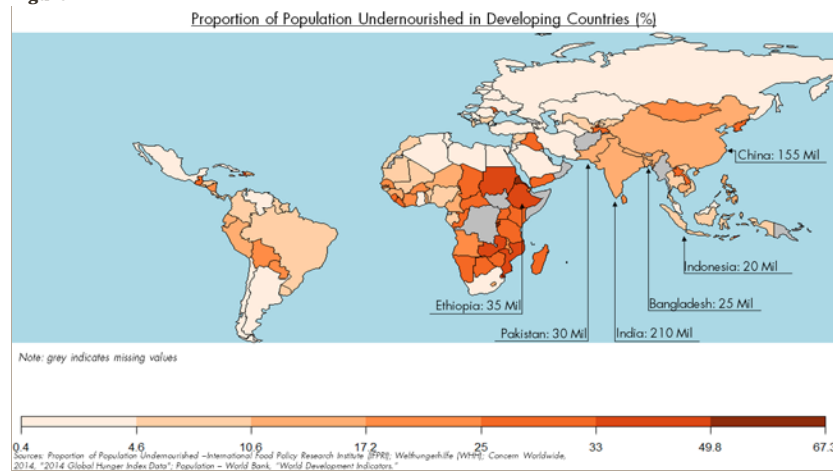 Proportion of Population Undernourished in Developing Countries (%)
China: 155 Mil
Indonesia: 20 Mil
Ethiopia: 35 Mil
Bangladesh: 25 Mil
Pakistan: 30 Mil
India: 210 Mil
Note: grey indicates missing values
0.4 4.6 10.6 17.2 25 33 49.8 67.3
Sources: Proportion of Population Undernourished –International Food Policy Research Institute (IFPRI); Welthungerhilfe (WHH); Concern Worldwide,
2014, "2014 Global Hunger Index Data"; Population – World Bank, "World Development Indicators."